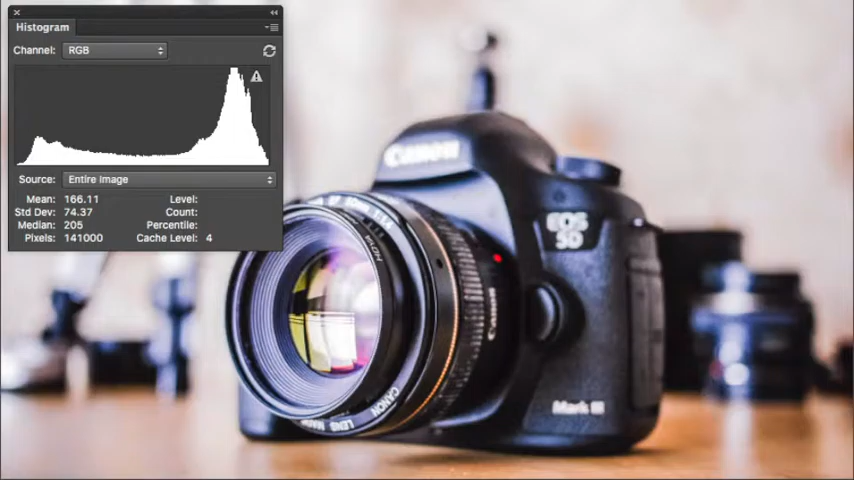 Histogram
Channel: RGB
Source: Entire Image
Mean: 166.11 Level:
Std Dev: 74.37 Count:
Median: 205 Percentile:
Pixels: 141000 Cache Level: 4
Canon
EOS
5D
Canon
CANON
LENS
Mark III